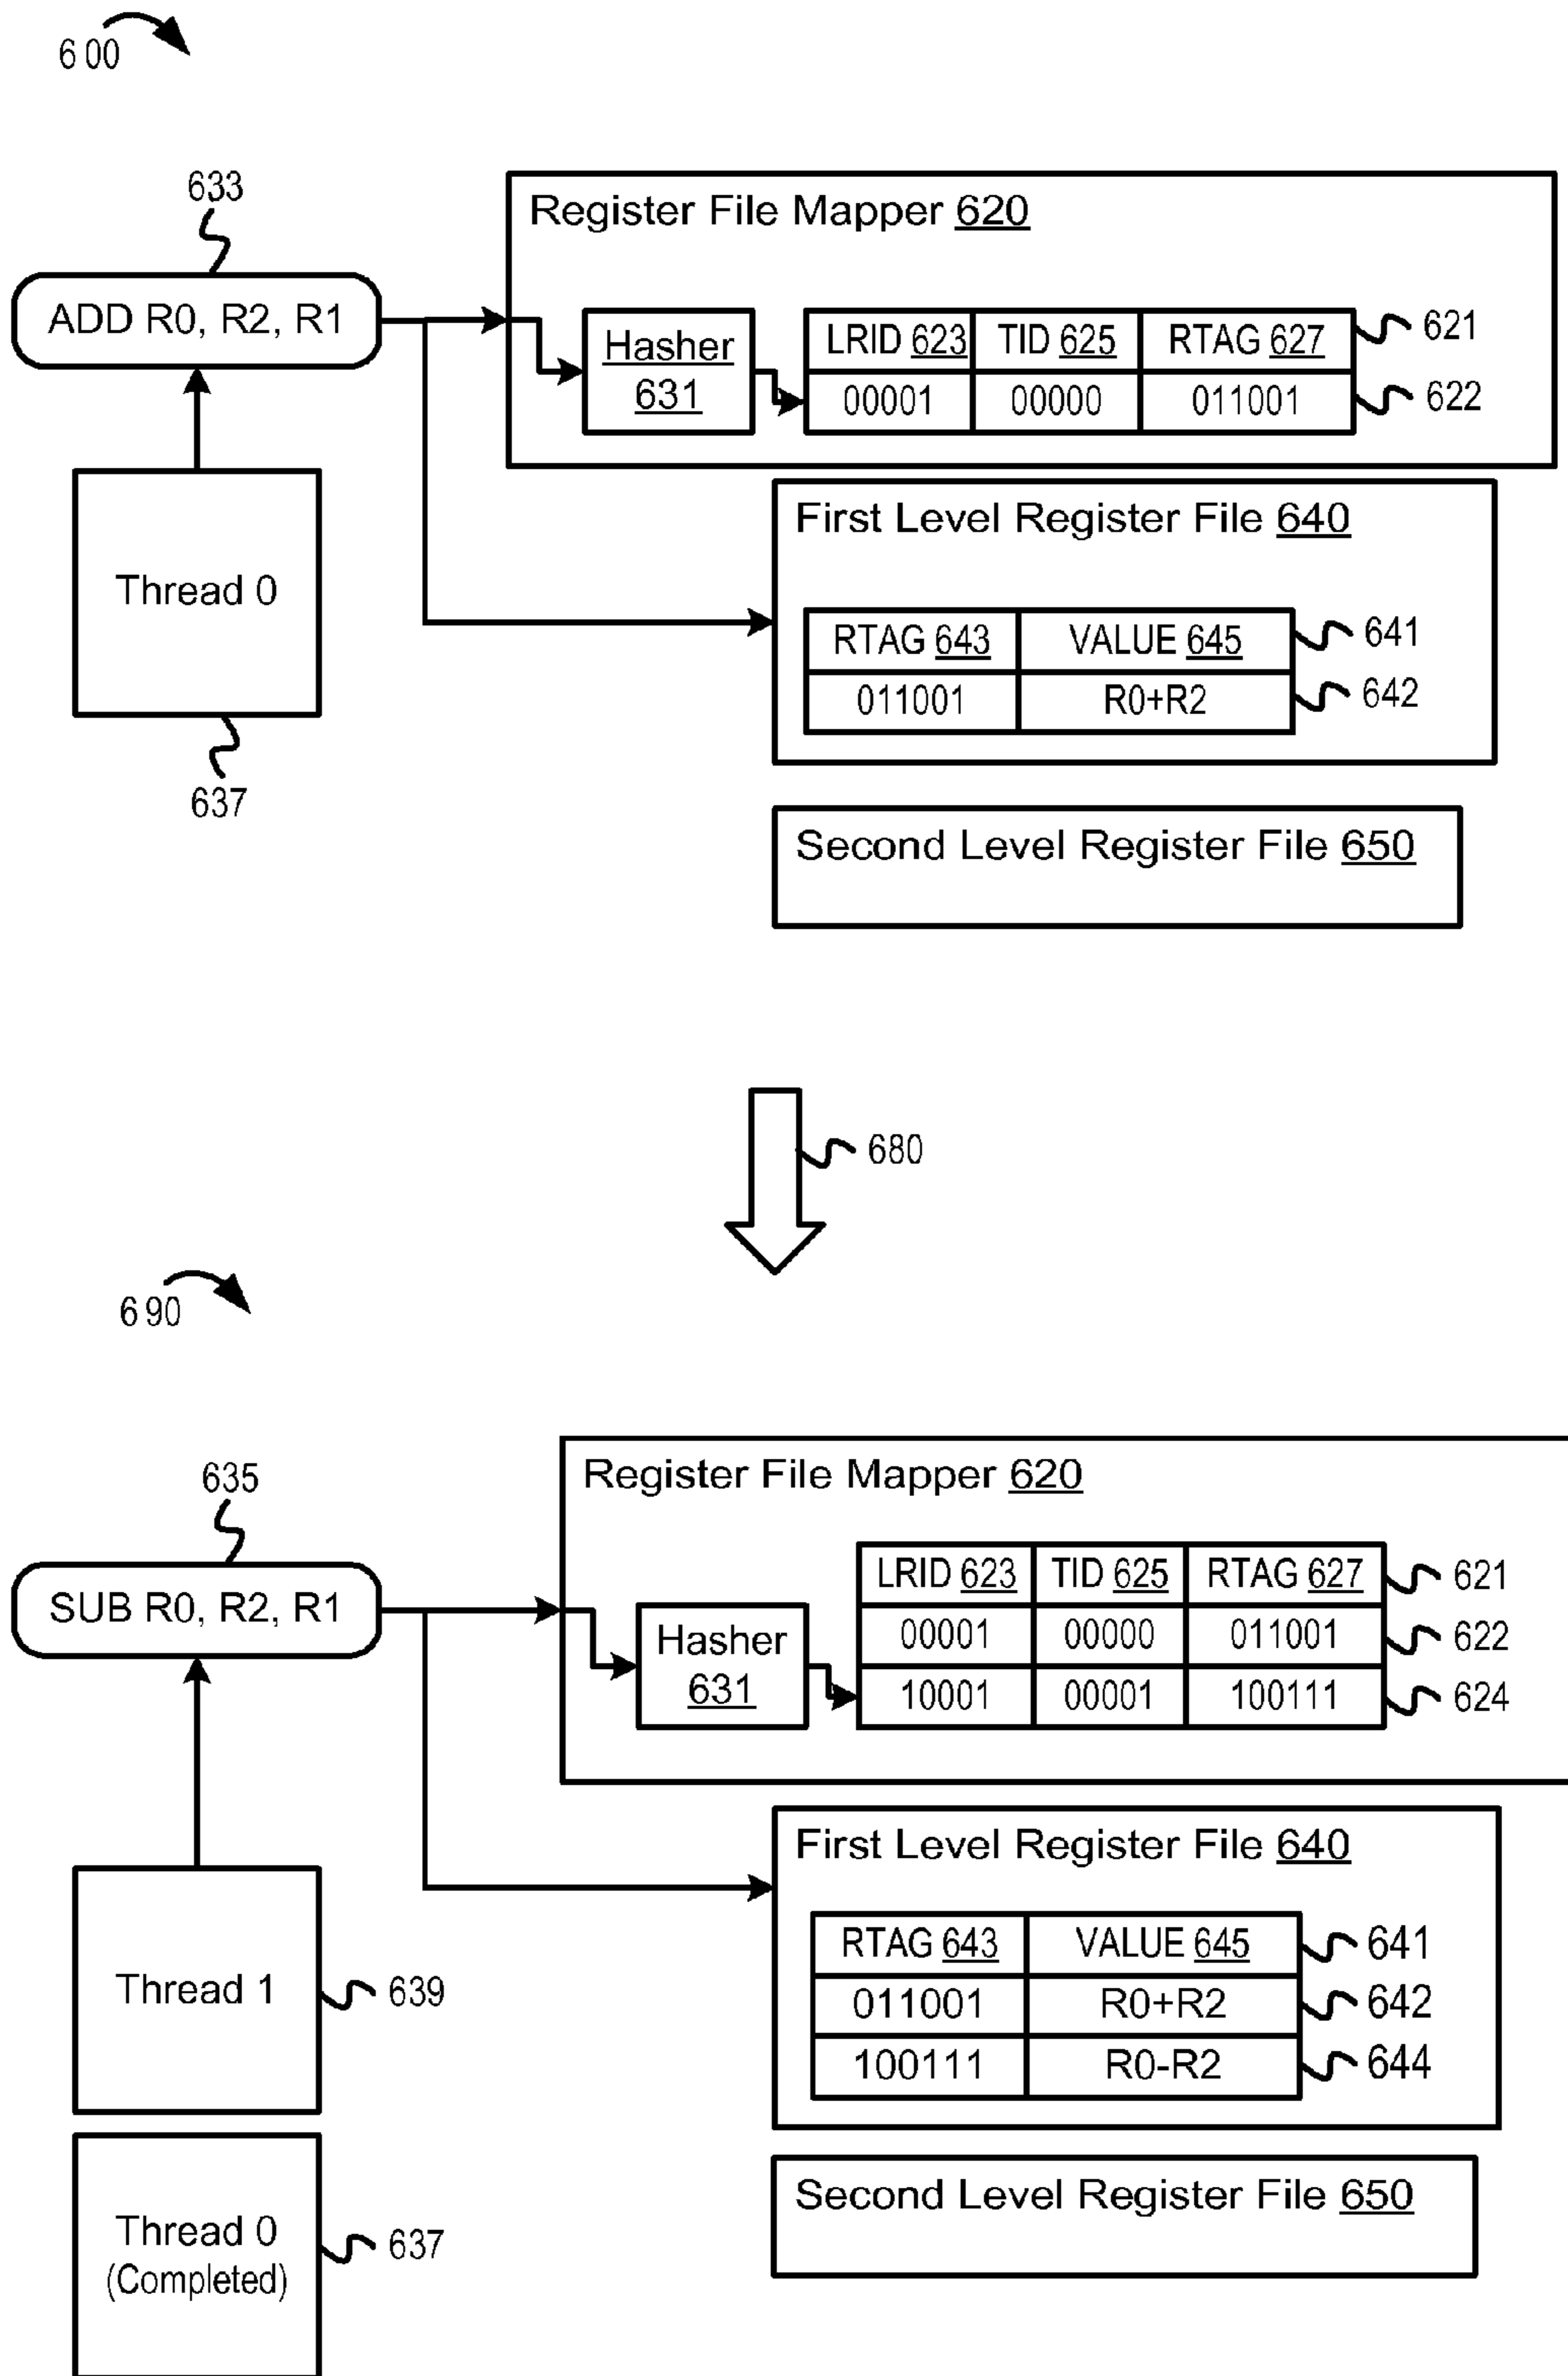 600
633
Register File Mapper 620
ADD R0, R2, R1
Hasher
631
LRID 623 TID 625 RTAG 627
621
00001 00000 011001
622
Thread 0
637
First Level Register File 640
RTAG 643 VALUE 645
641
011001 R0+R2
642
Second Level Register File 650
680
690
635
Register File Mapper 620
SUB R0, R2, R1
Hasher
631
LRID 623 TID 625 RTAG 627
621
00001 00000 011001
622
10001 00001 100111
624
First Level Register File 640
RTAG 643 VALUE 645
641
011001 R0+R2
642
100111 R0-R2
644
Thread 1
639
Second Level Register File 650
Thread 0
(Completed)
637